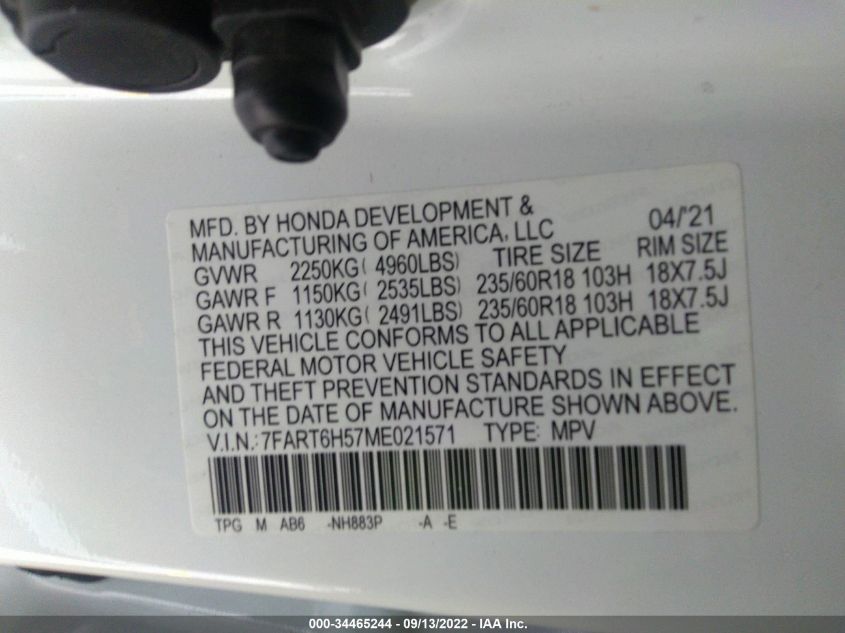 MFD. BY HONDA DEVELOPMENT &
MANUFACTURING OF AMERICA, LLC 04/'21
GVWR 2250KG( 4960LBS) TIRE SIZE RIM SIZE
GAWR F 1150KG( 2535LBS) 235/60R18 103H 18X7.5J
GAWR R 1130KG( 2491LBS) 235/60R18 103H 18X7.5J
THIS VEHICLE CONFORMS TO ALL APPLICABLE
FEDERAL MOTOR VEHICLE SAFETY
AND THEFT PREVENTION STANDARDS IN EFFECT
ON THE DATE OF MANUFACTURE SHOWN ABOVE.
V.I.N.: 7FART6H57ME021571 TYPE: MPV
TPG M AB6 -NH883P -A -E
000-34465244 - 09/13/2022 - IAA Inc.